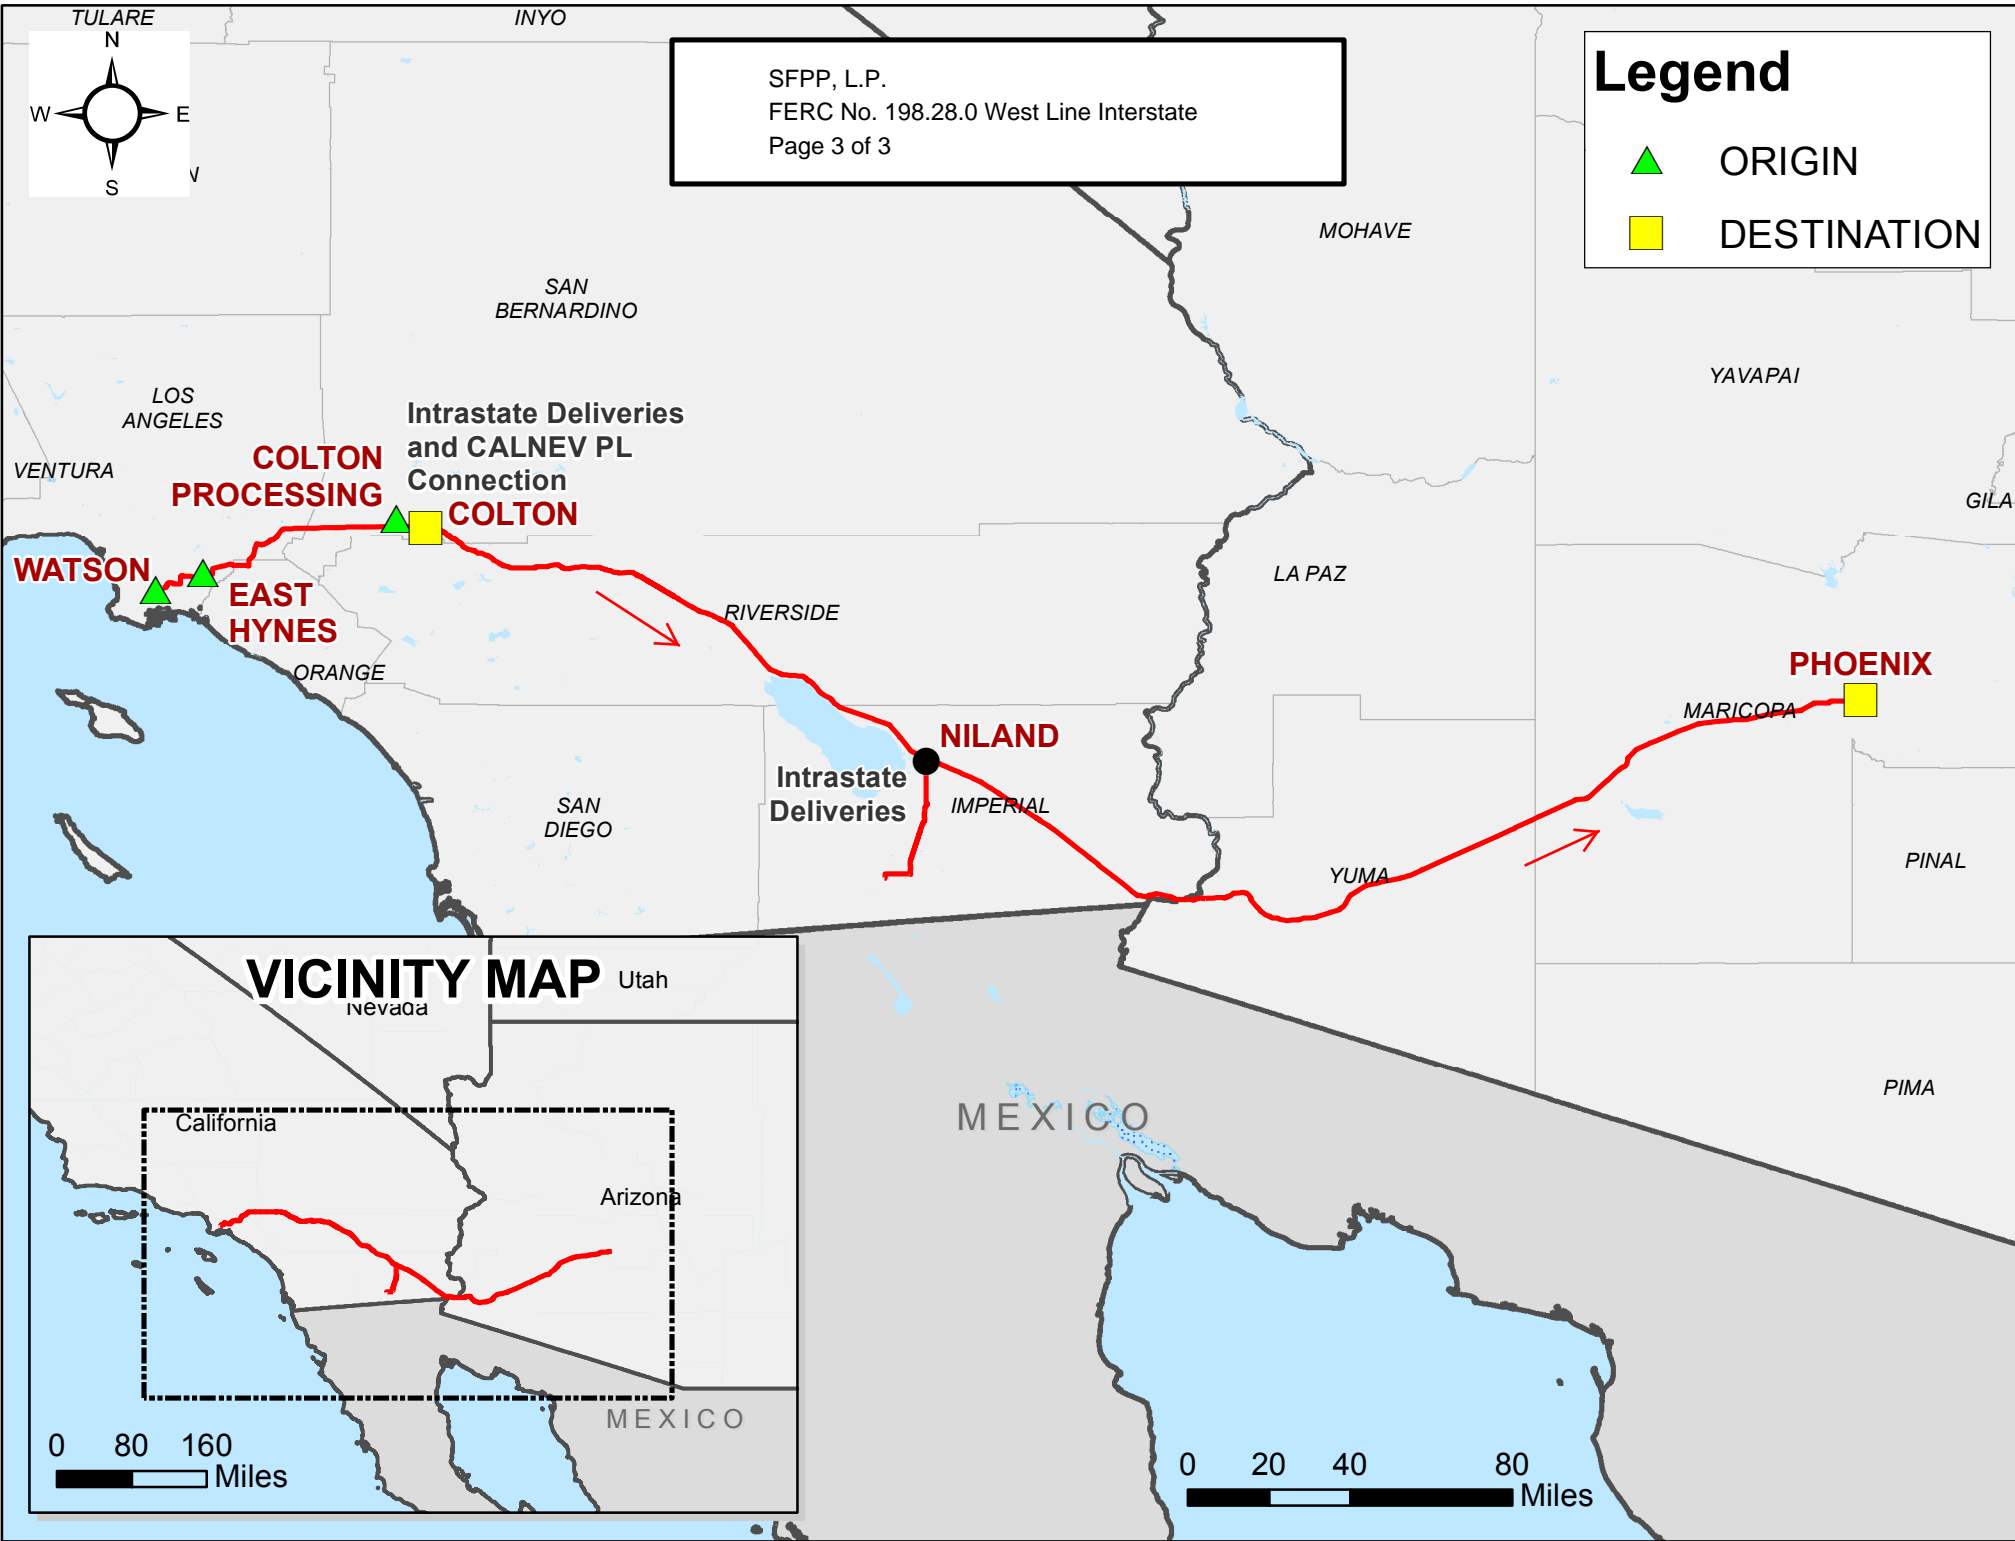 TULARE
INYO
N
W
E
S
N
SFPP, L.P.
FERC No. 198.28.0 West Line Interstate
Page 3 of 3
Legend
ORIGIN
DESTINATION
MOHAVE
SAN
BERNARDINO
YAVAPAI
LOS
ANGELES
VENTURA
GILA
Intrastate Deliveries
and CALNEV PL
Connection
COLTON
PROCESSING
COLTON
WATSON
EAST
HYNES
ORANGE
RIVERSIDE
LA PAZ
PHOENIX
MARICOPA
NILAND
Intrastate
Deliveries
IMPERIAL
SAN
DIEGO
YUMA
PINAL
PIMA
MEXICO
VICINITY MAP
Utah
Nevada
California
Arizona
MEXICO
0 80 160
Miles
0 20 40 80
Miles